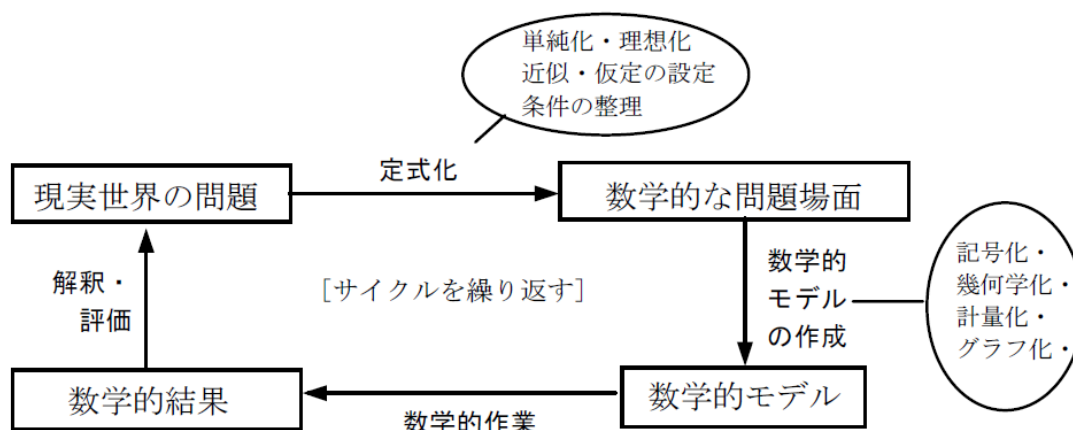 単純化・理想化
近似・仮定の設定
条件の整理
定式化
現実世界の問題
数学的な問題場面
解釈・
評価
[サイクルを繰り返す]
数学的
モデル
の作成
記号化・
幾何学化・
計量化・
グラフ化・
数学的結果
数学的作業
数学的モデル